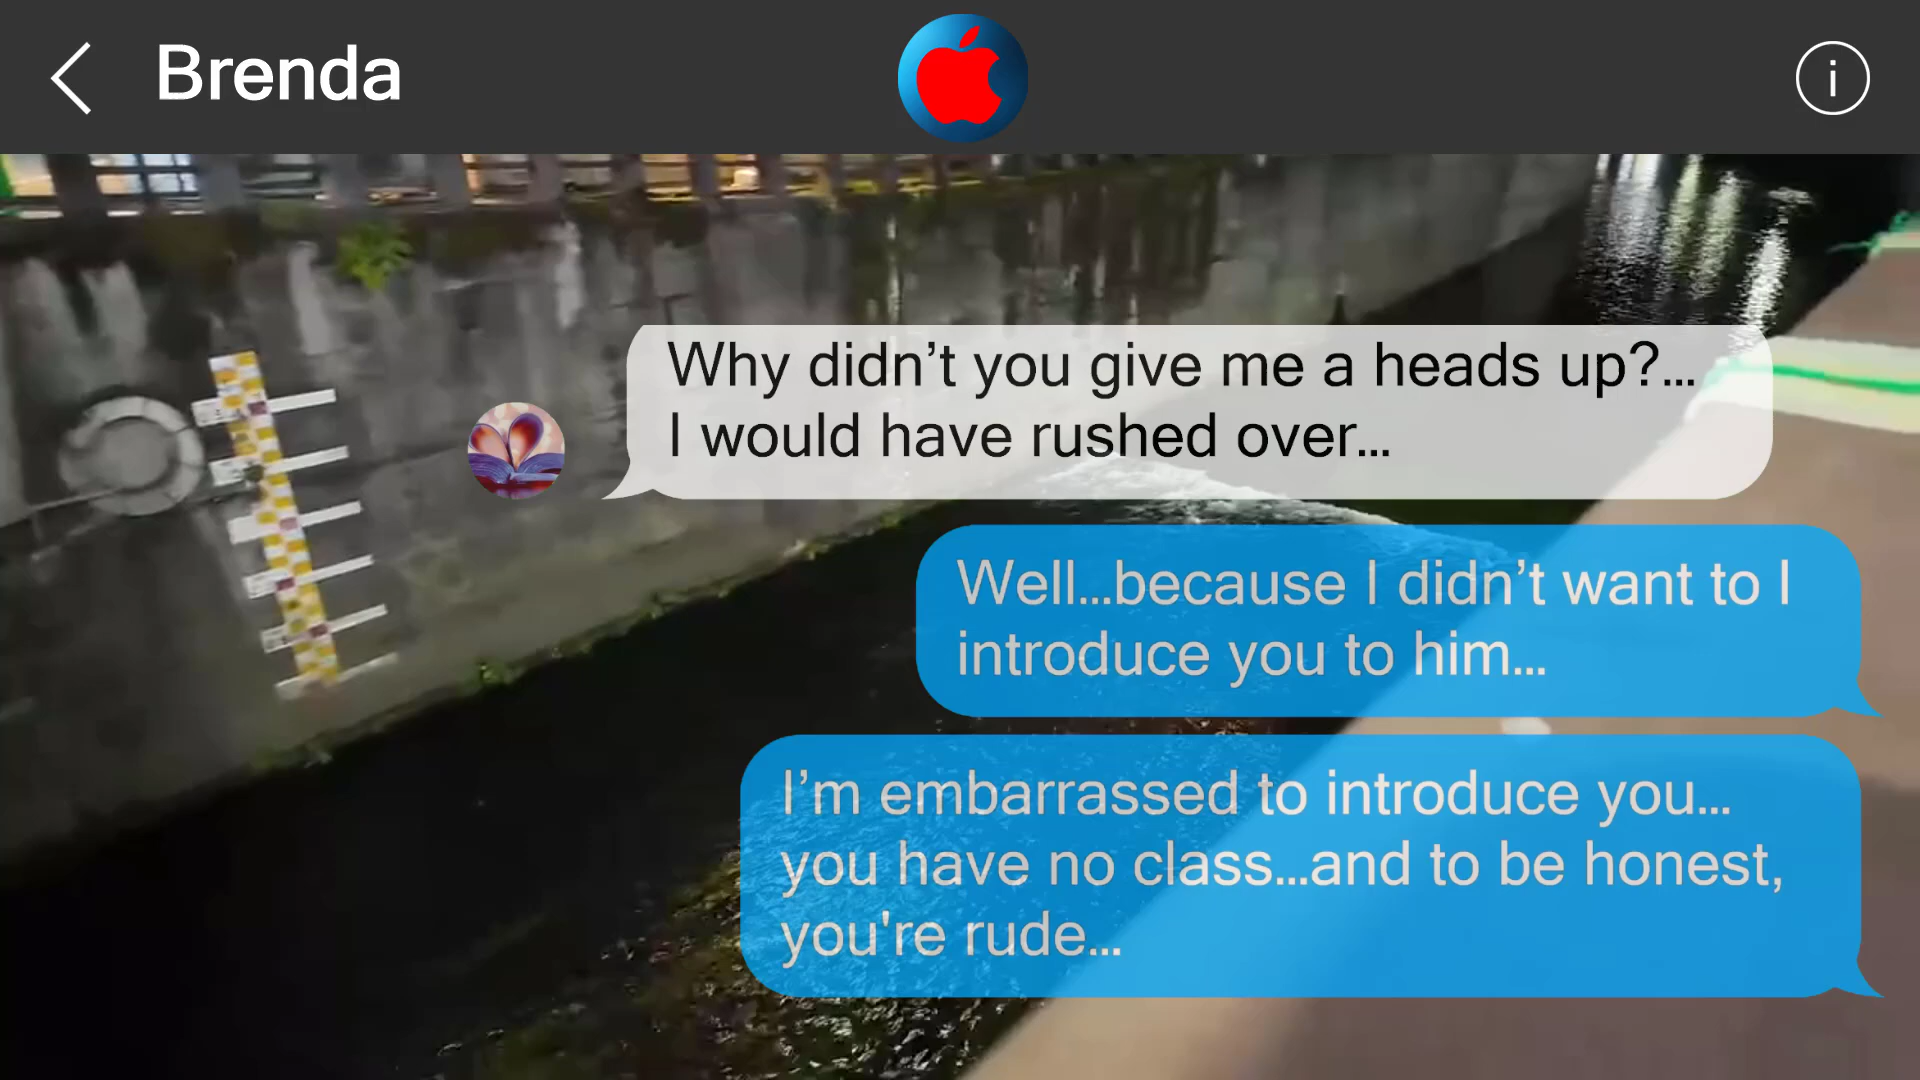 Brenda
i
Why didn’t you give me a heads up?...
I would have rushed over...
Well...because I didn’t want to I
introduce you to him...
I’m embarrassed to introduce you...
you have no class...and to be honest,
you're rude...